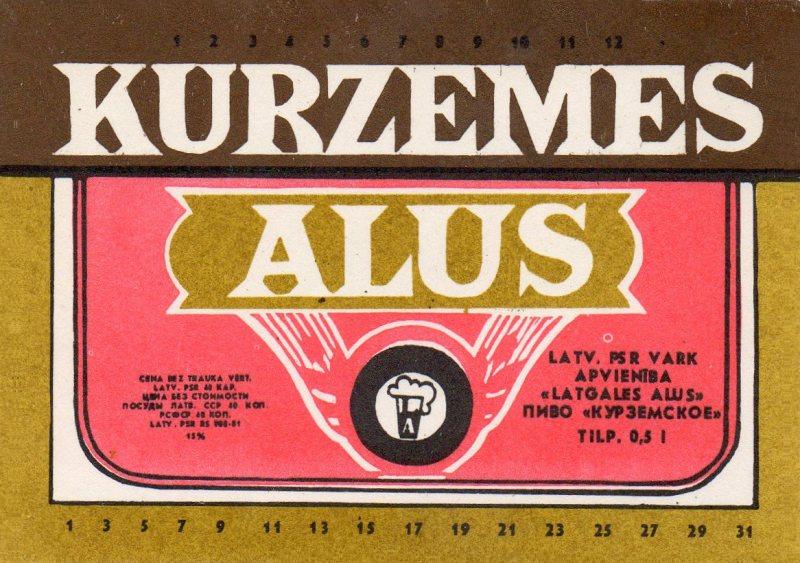 1 2 3 4 5 6 7 8 9 10 11 12
KURZEMES
ALUS
CENA BEZ TRAUKA VĒRT.
LATV. PSR 40 KAP.
ЦЕНА БЕЗ СТОИМОСТИ
ПОСУДЫ ЛАТВ. ССР 40 КОП.
РСФСР 40 КОП.
LATV. PSR RS 988-81
13%
A
LATV. PSR VARK
APVIENĪBA
«LATGALES ALUS»
ПИВО «КУРЗЕМСКОЕ»
TILP. 0,5 l
1 3 5 7 9 11 13 15 17 19 21 23 25 27 29 31